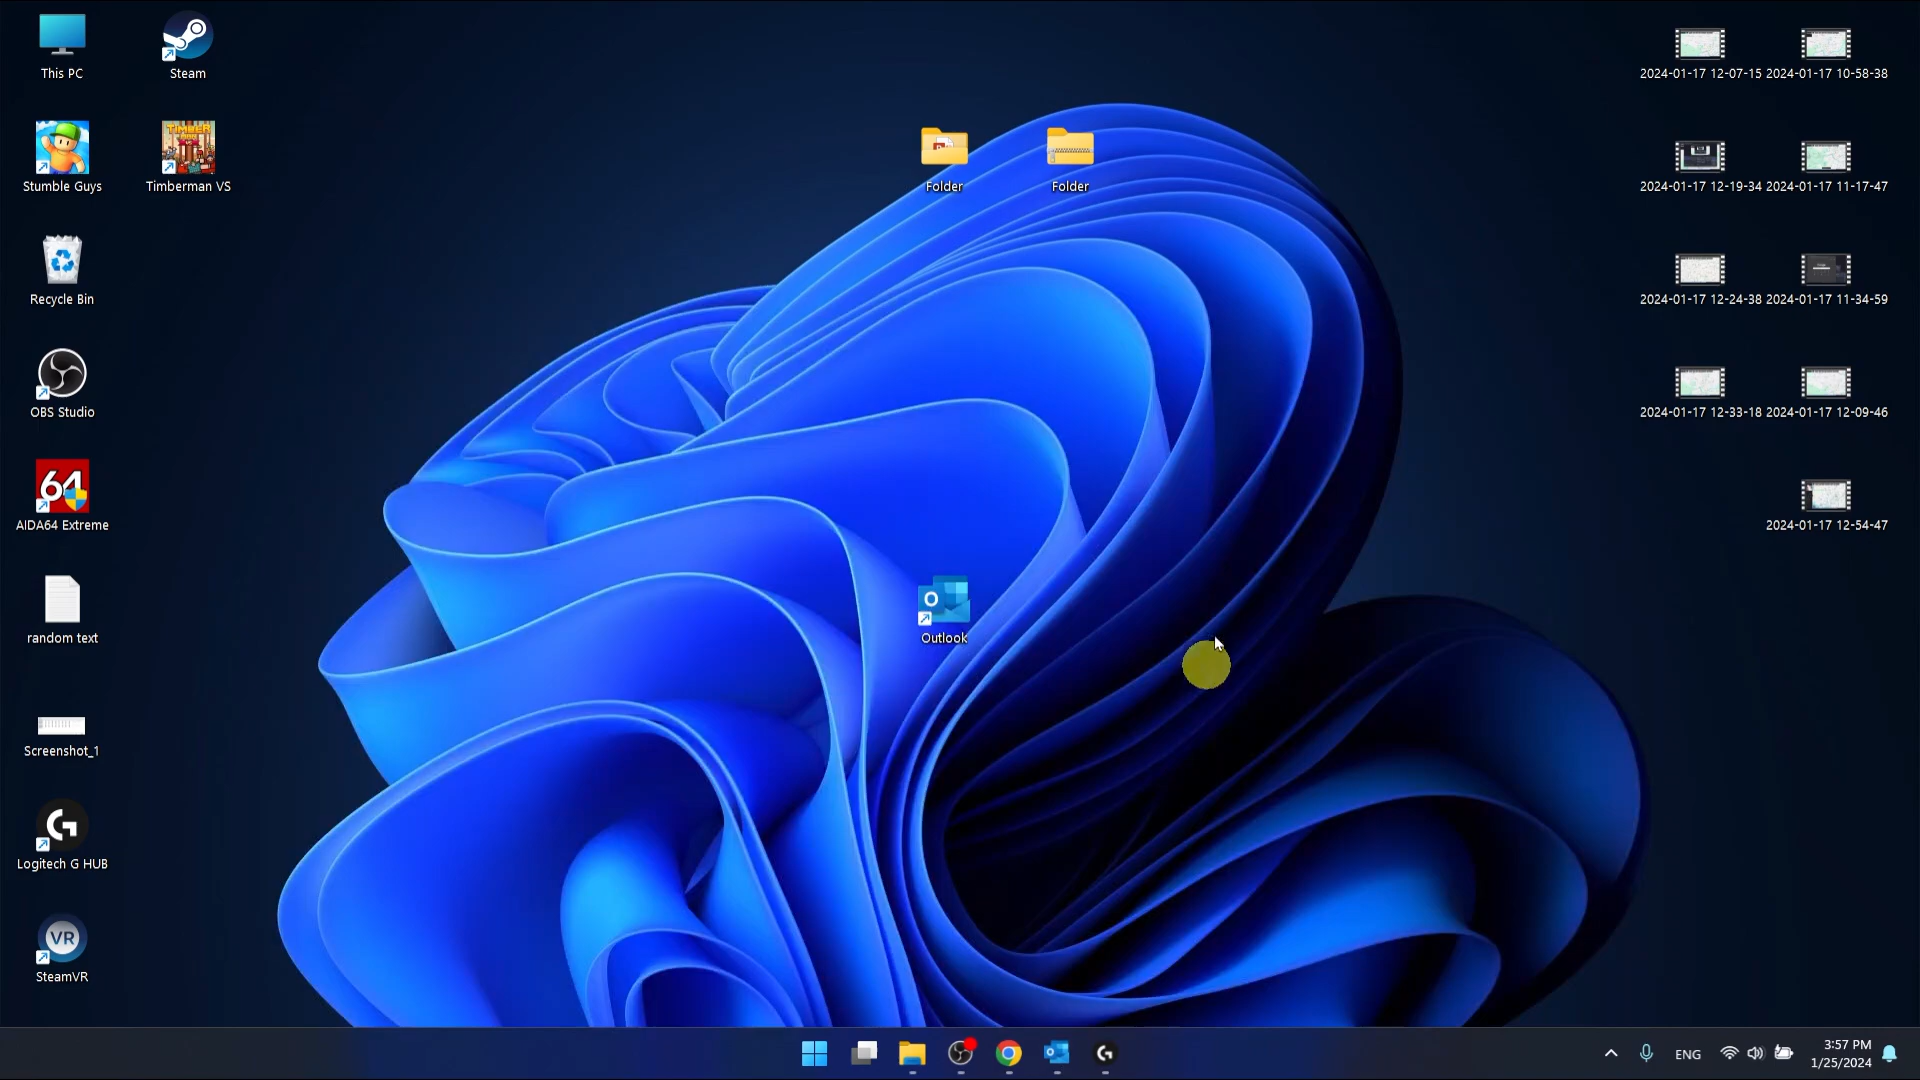 This PC
Steam
Stumble Guys
TIMBER
Timberman VS
Recycle Bin
OBS Studio
64
AIDA64 Extreme
random text
Screenshot_1
G
Logitech G HUB
VR
SteamVR
Folder
Folder
O
Outlook
2024-01-17 12-07-15
2024-01-17 10-58-38
2024-01-17 12-19-34
2024-01-17 11-17-47
2024-01-17 12-24-38
2024-01-17 11-34-59
2024-01-17 12-33-18
2024-01-17 12-09-46
2024-01-17 12-54-47
ENG
3:57 PM
1/25/2024